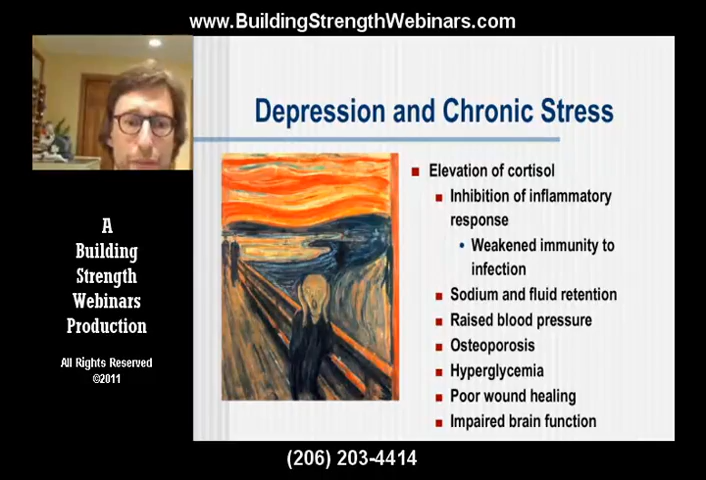 www.BuildingStrengthWebinars.com
Depression and Chronic Stress
Elevation of cortisol
Inhibition of inflammatory
response
Weakened immunity to
infection
Sodium and fluid retention
Raised blood pressure
Osteoporosis
Hyperglycemia
Poor wound healing
Impaired brain function
A
Building
Strength
Webinars
Production
All Rights Reserved
©2011
(206) 203-4414